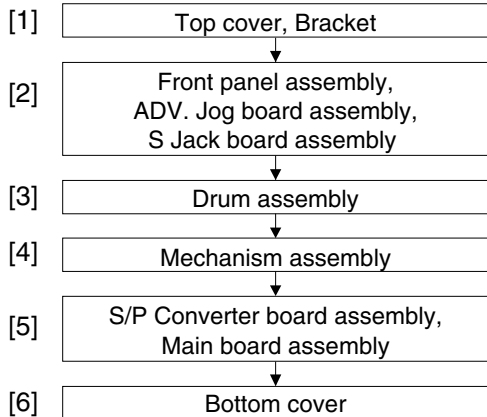 [1] Top cover, Bracket
[2] Front panel assembly,
ADV. Jog board assembly,
S Jack board assembly
[3] Drum assembly
[4] Mechanism assembly
[5] S/P Converter board assembly,
Main board assembly
[6] Bottom cover